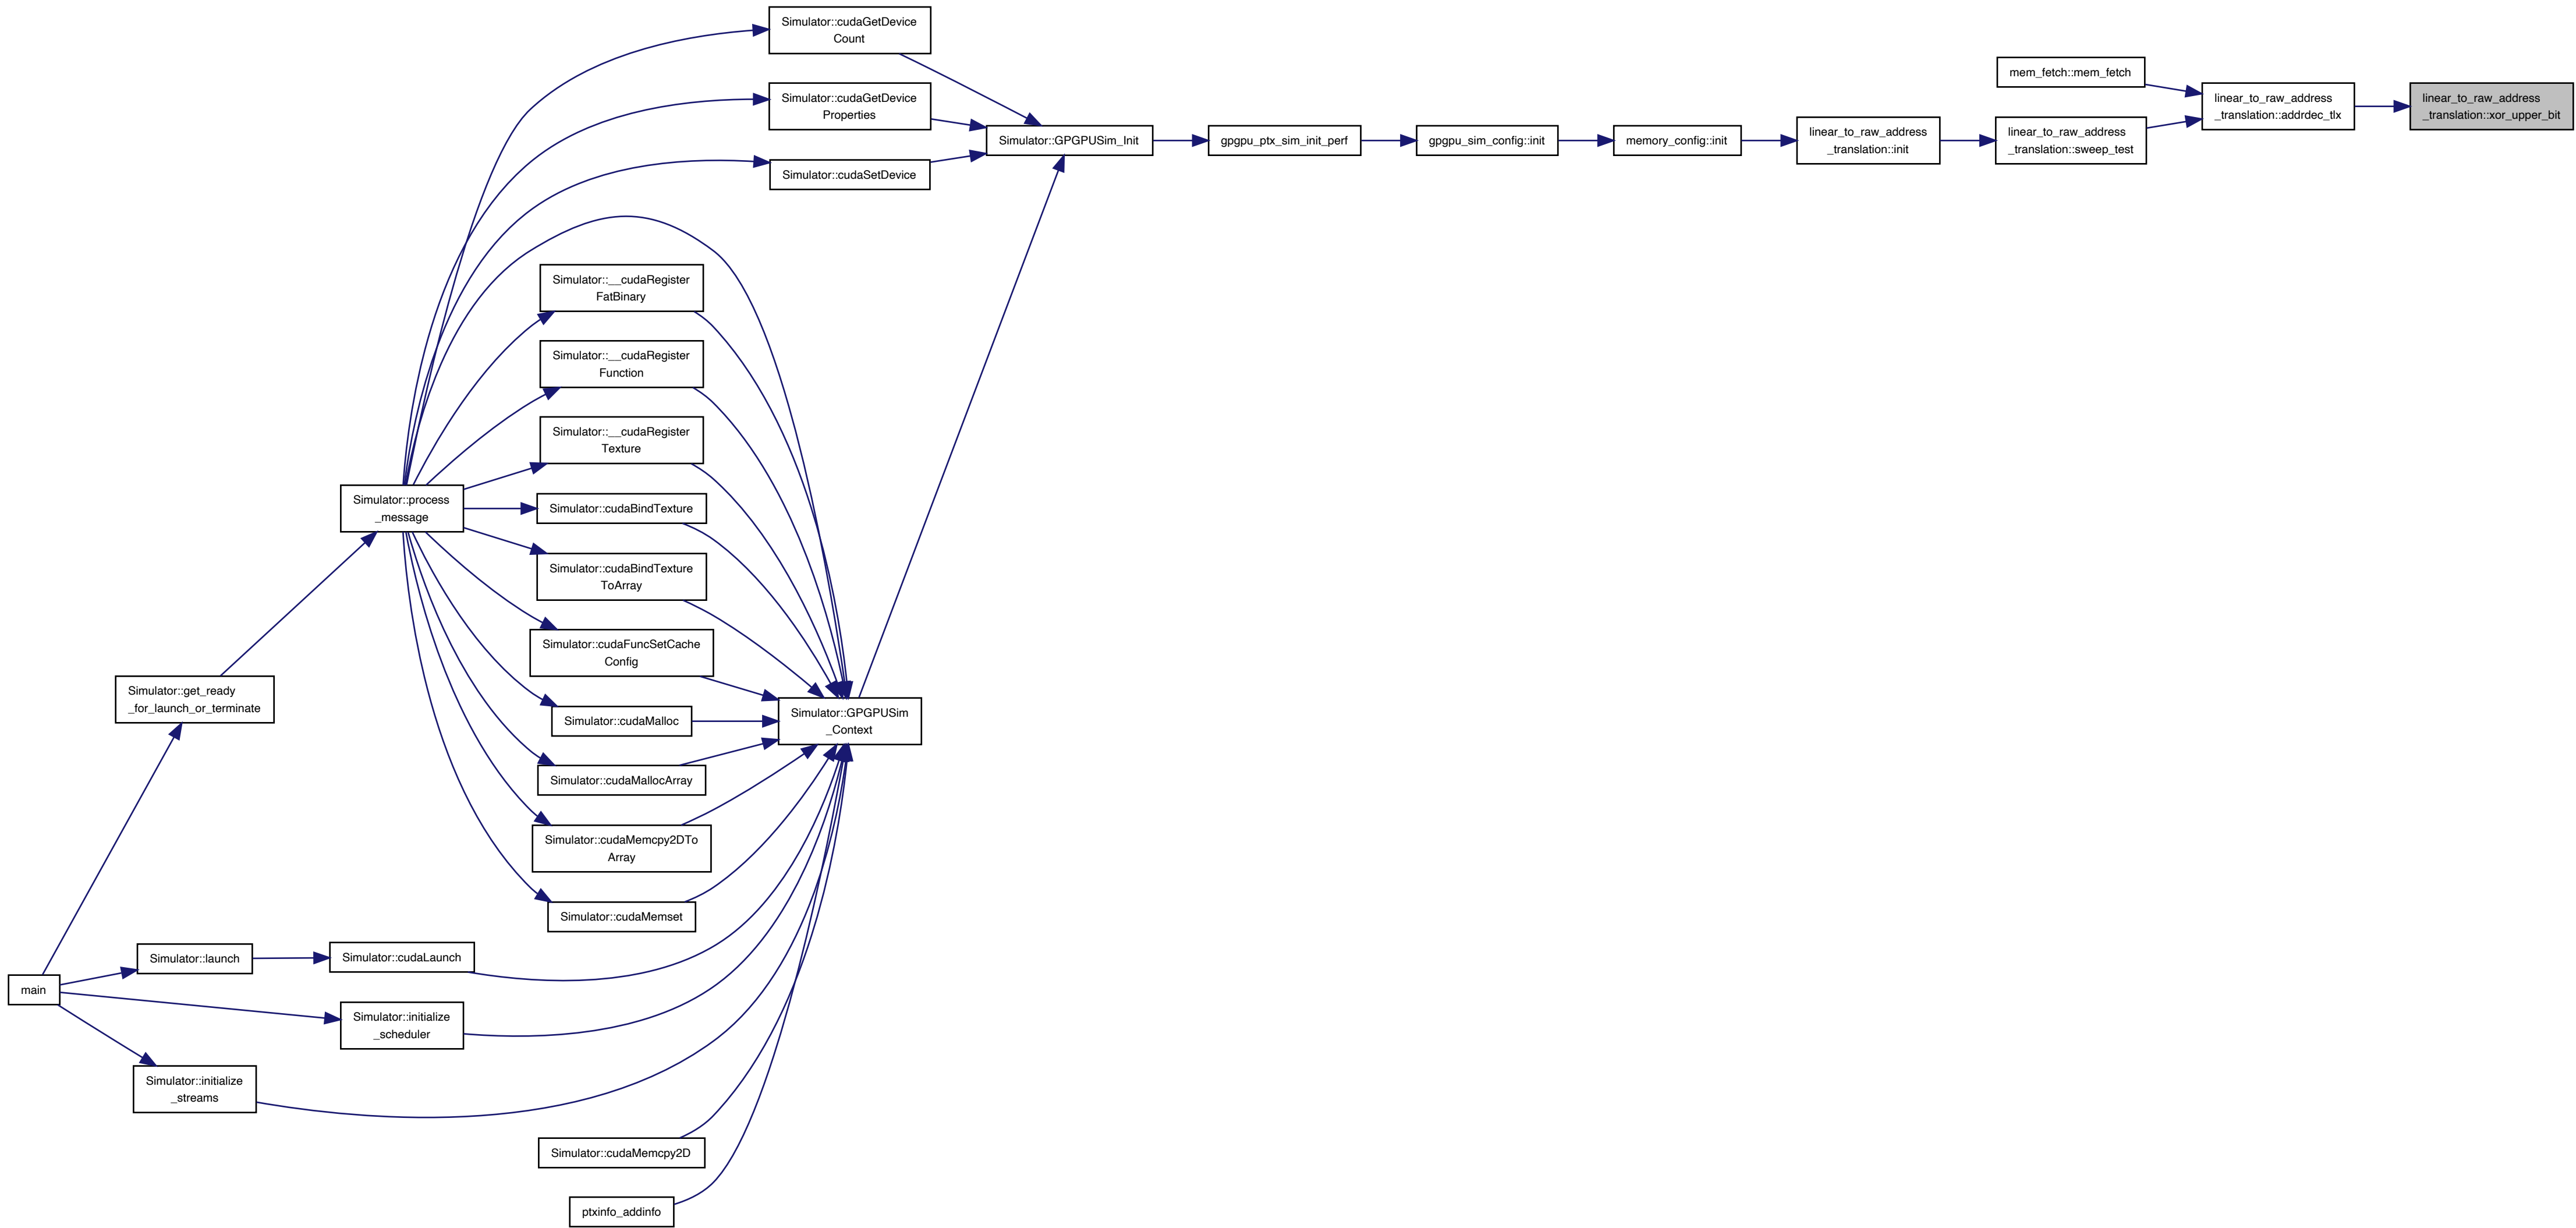 Simulator::cudaGetDevice
Count
Simulator::cudaGetDevice
Properties
Simulator::cudaSetDevice
Simulator::GPGPUSim_Init
gpgpu_ptx_sim_init_perf
gpgpu_sim_config::init
memory_config::init
linear_to_raw_address
_translation::init
mem_fetch::mem_fetch
linear_to_raw_address
_translation::sweep_test
linear_to_raw_address
_translation::addrdec_tlx
linear_to_raw_address
_translation::xor_upper_bit
Simulator::__cudaRegister
FatBinary
Simulator::__cudaRegister
Function
Simulator::__cudaRegister
Texture
Simulator::process
_message
Simulator::cudaBindTexture
Simulator::cudaBindTexture
ToArray
Simulator::cudaFuncSetCache
Config
Simulator::get_ready
_for_launch_or_terminate
Simulator::cudaMalloc
Simulator::GPGPUSim
_Context
Simulator::cudaMallocArray
Simulator::cudaMemcpy2DTo
Array
Simulator::cudaMemset
Simulator::launch
Simulator::cudaLaunch
main
Simulator::initialize
_scheduler
Simulator::initialize
_streams
Simulator::cudaMemcpy2D
ptxinfo_addinfo